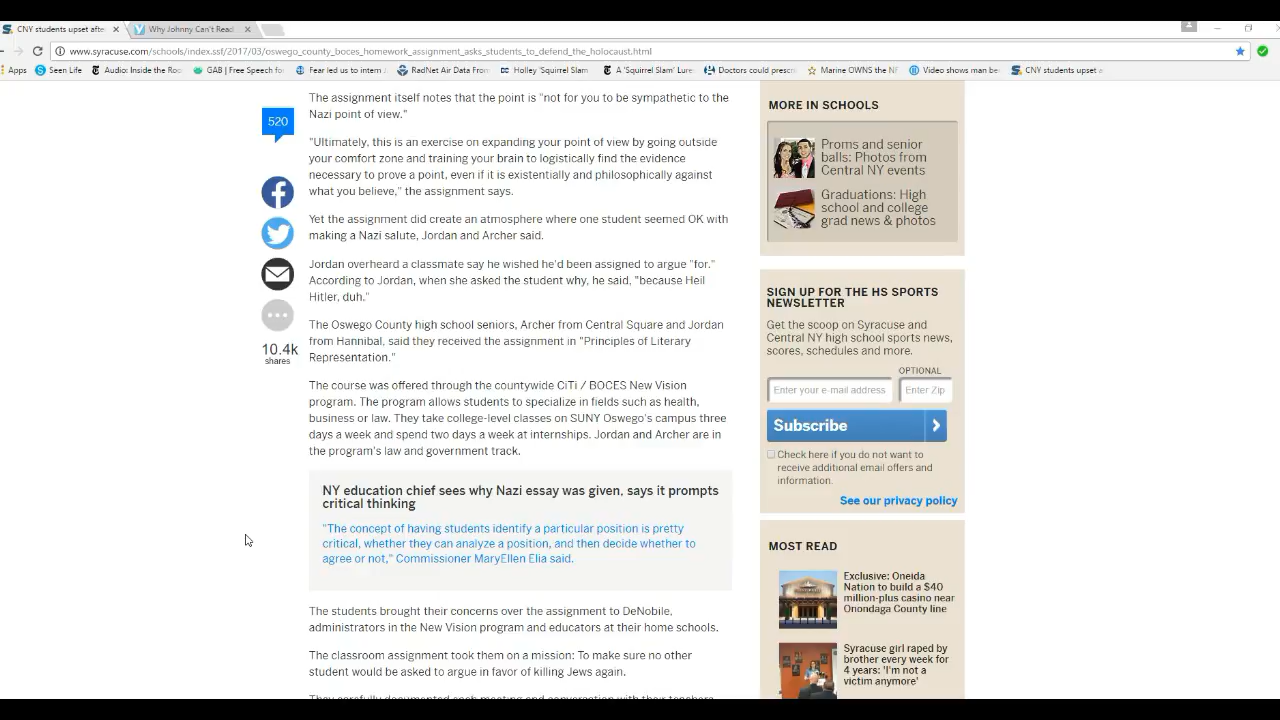 CNY students upset afte
Why Johnny Can't Read
www.syracuse.com/schools/index.ssf/2017/03/oswego_county_boces_homework_assignment_asks_students_to_defend_the_holocaust.html
Apps
Seen Life
Audio: Inside the Roo
GAB | Free Speech fo
Fear led us to intern J
RadNet Air Data From
Holley 'Squirrel Slam
A 'Squirrel Slam' Lure
Doctors could prescr
Marine OWNS the NF
Video shows man be
CNY students upset a
The assignment itself notes that the point is "not for you to be sympathetic to the
Nazi point of view."
"Ultimately, this is an exercise on expanding your point of view by going outside
your comfort zone and training your brain to logistically find the evidence
necessary to prove a point, even if it is existentially and philosophically against
what you believe," the assignment says.
Yet the assignment did create an atmosphere where one student seemed OK with
making a Nazi salute, Jordan and Archer said.
Jordan overheard a classmate say he wished he'd been assigned to argue "for."
According to Jordan, when she asked the student why, he said, "because Heil
Hitler, duh."
The Oswego County high school seniors, Archer from Central Square and Jordan
from Hannibal, said they received the assignment in "Principles of Literary
Representation."
The course was offered through the countywide CiTi / BOCES New Vision
program. The program allows students to specialize in fields such as health,
business or law. They take college-level classes on SUNY Oswego's campus three
days a week and spend two days a week at internships. Jordan and Archer are in
the program's law and government track.
NY education chief sees why Nazi essay was given, says it prompts
critical thinking
"The concept of having students identify a particular position is pretty
critical, whether they can analyze a position, and then decide whether to
agree or not," Commissioner MaryEllen Elia said.
The students brought their concerns over the assignment to DeNobile,
administrators in the New Vision program and educators at their home schools.
The classroom assignment took them on a mission: To make sure no other
student would be asked to argue in favor of killing Jews again.
They carefully documented each meeting and conversation with their teachers,
520
10.4k
shares
MORE IN SCHOOLS
Proms and senior
balls: Photos from
Central NY events
Graduations: High
school and college
grad news & photos
SIGN UP FOR THE HS SPORTS
NEWSLETTER
Get the scoop on Syracuse and
Central NY high school sports news,
scores, schedules and more.
OPTIONAL
Enter your e-mail address
Enter Zip
Subscribe
Check here if you do not want to
receive additional email offers and
information.
See our privacy policy
MOST READ
Exclusive: Oneida
Nation to build a $40
million-plus casino near
Onondaga County line
Syracuse girl raped by
brother every week for
4 years: 'I'm not a
victim anymore'